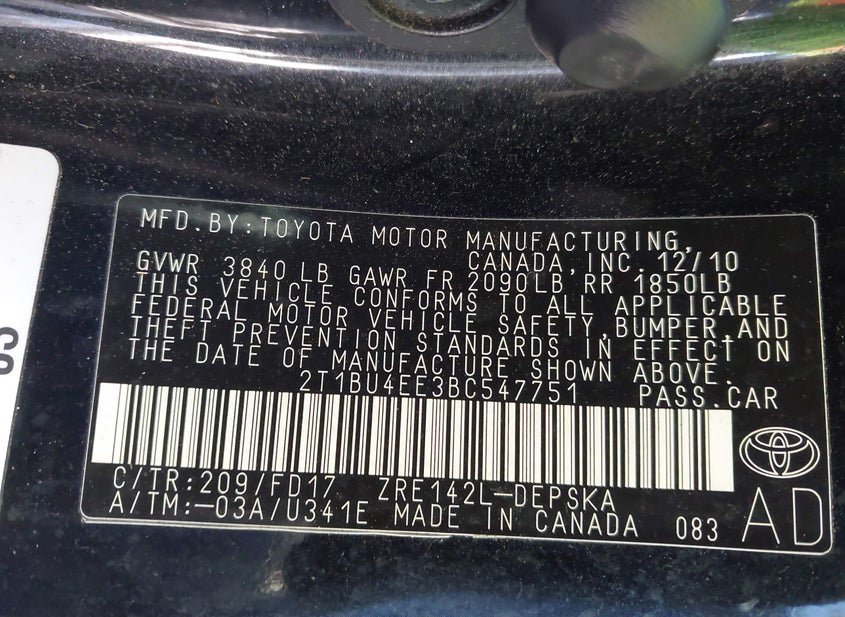 MFD.BY:TOYOTA MOTOR MANUFACTURING,
CANADA,INC. 12/10
GVWR 3840LB GAWR FR 2090LB RR 1850LB
THIS VEHICLE CONFORMS TO ALL APPLICABLE
FEDERAL MOTOR VEHICLE SAFETY,BUMPER,AND
THEFT PREVENTION STANDARDS IN EFFECT ON
THE DATE OF MANUFACTURE SHOWN ABOVE.
2T1BU4EE3BC547751 PASS.CAR
C/TR:209/FD17 ZRE142L-DEPSKA
A/TM:-03A/U341E MADE IN CANADA 083 AD